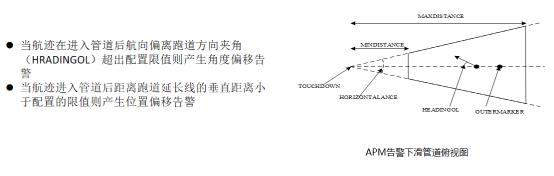 ● 当航迹在进入管道后航向偏离跑道方向夹角
（HRADINGOL）超出配置限值则产生角度偏移告
警
● 当航迹进入管道后距离跑道延长线的垂直距离小
于配置的限值则产生位置偏移告警
MAXDISTANCE
MINDISTANCE
TOUCHDOWN
HORIZONTALANCE
HEADINGOL
OUTERMARKER
APM告警下滑管道俯视图